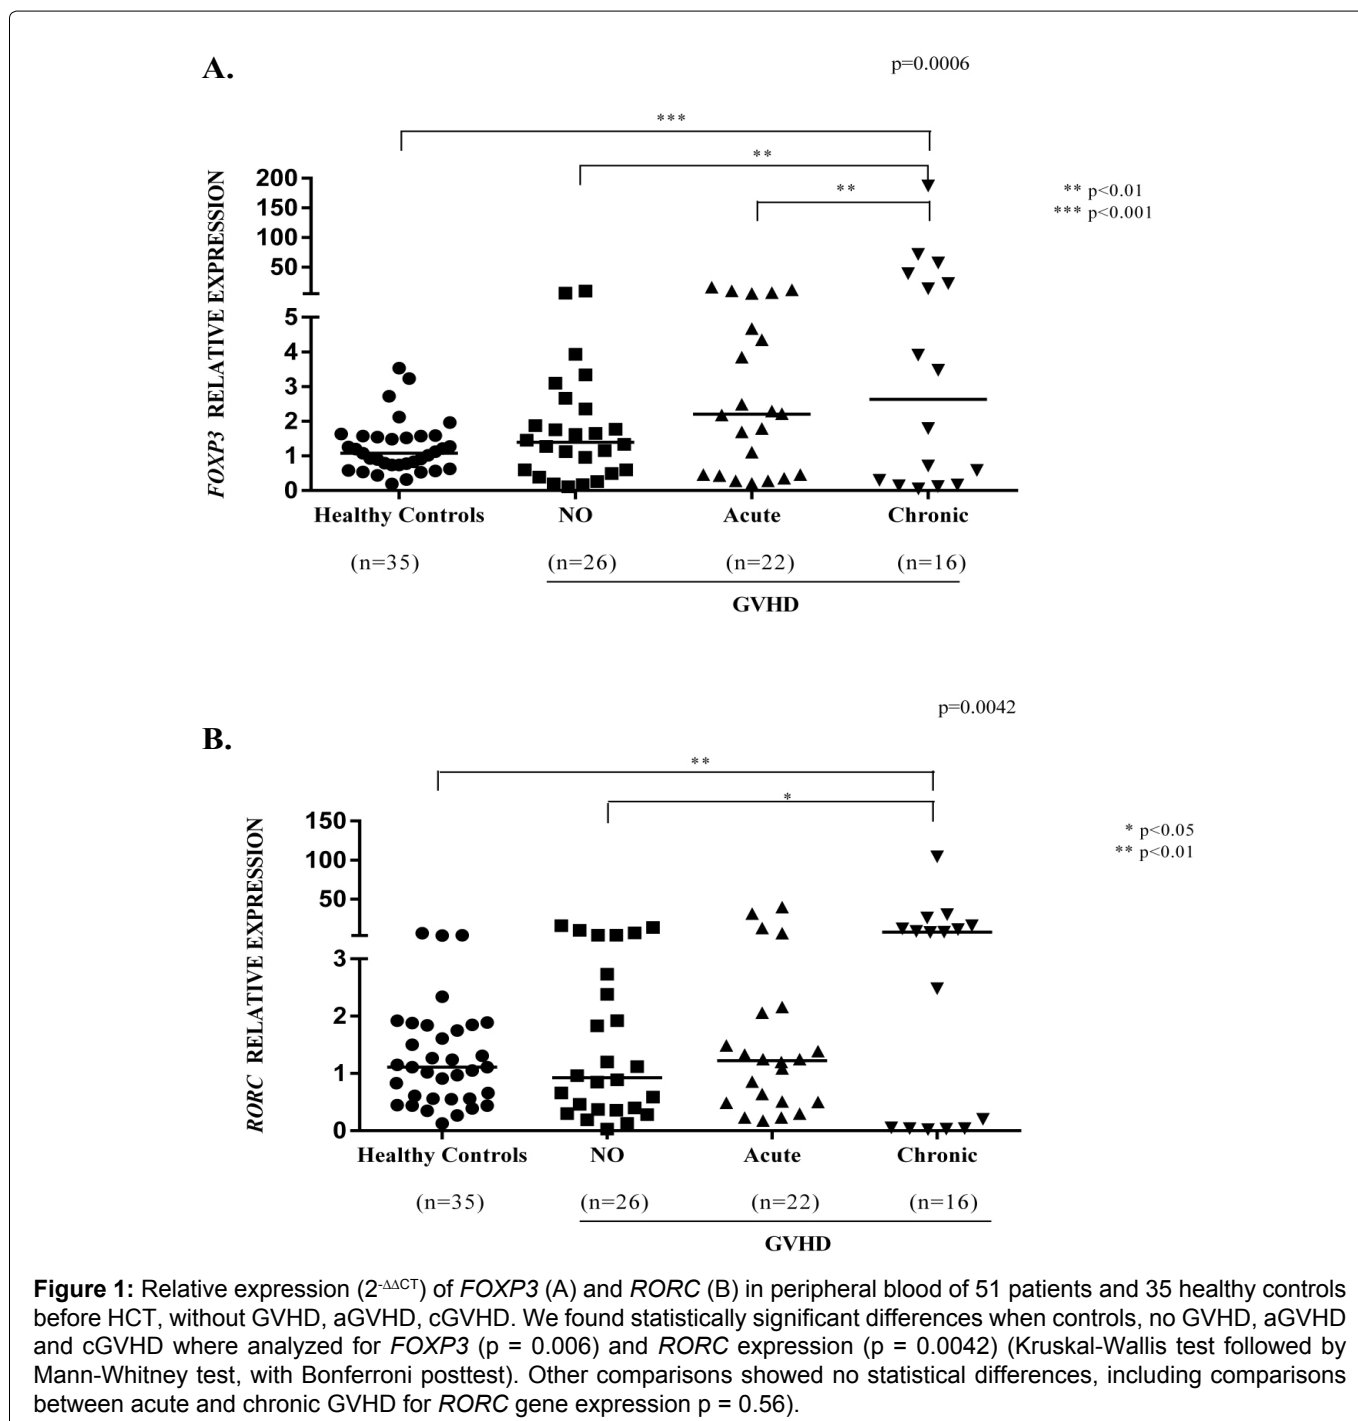 A.
p=0.0006
***
**
**
** p<0.01
*** p<0.001
FOXP3 RELATIVE EXPRESSION
200
150
100
50
5
4
3
2
1
0
Healthy Controls NO Acute Chronic
(n=35) (n=26) (n=22) (n=16)
GVHD
p=0.0042
B.
**
*
* p<0.05
** p<0.01
RORC RELATIVE EXPRESSION
150
100
50
3
2
1
0
Healthy Controls NO Acute Chronic
(n=35) (n=26) (n=22) (n=16)
GVHD
Figure 1: Relative expression (2-ΔΔCT) of FOXP3 (A) and RORC (B) in peripheral blood of 51 patients and 35 healthy controls
before HCT, without GVHD, aGVHD, cGVHD. We found statistically significant differences when controls, no GVHD, aGVHD
and cGVHD where analyzed for FOXP3 (p = 0.006) and RORC expression (p = 0.0042) (Kruskal-Wallis test followed by
Mann-Whitney test, with Bonferroni posttest). Other comparisons showed no statistical differences, including comparisons
between acute and chronic GVHD for RORC gene expression p = 0.56).